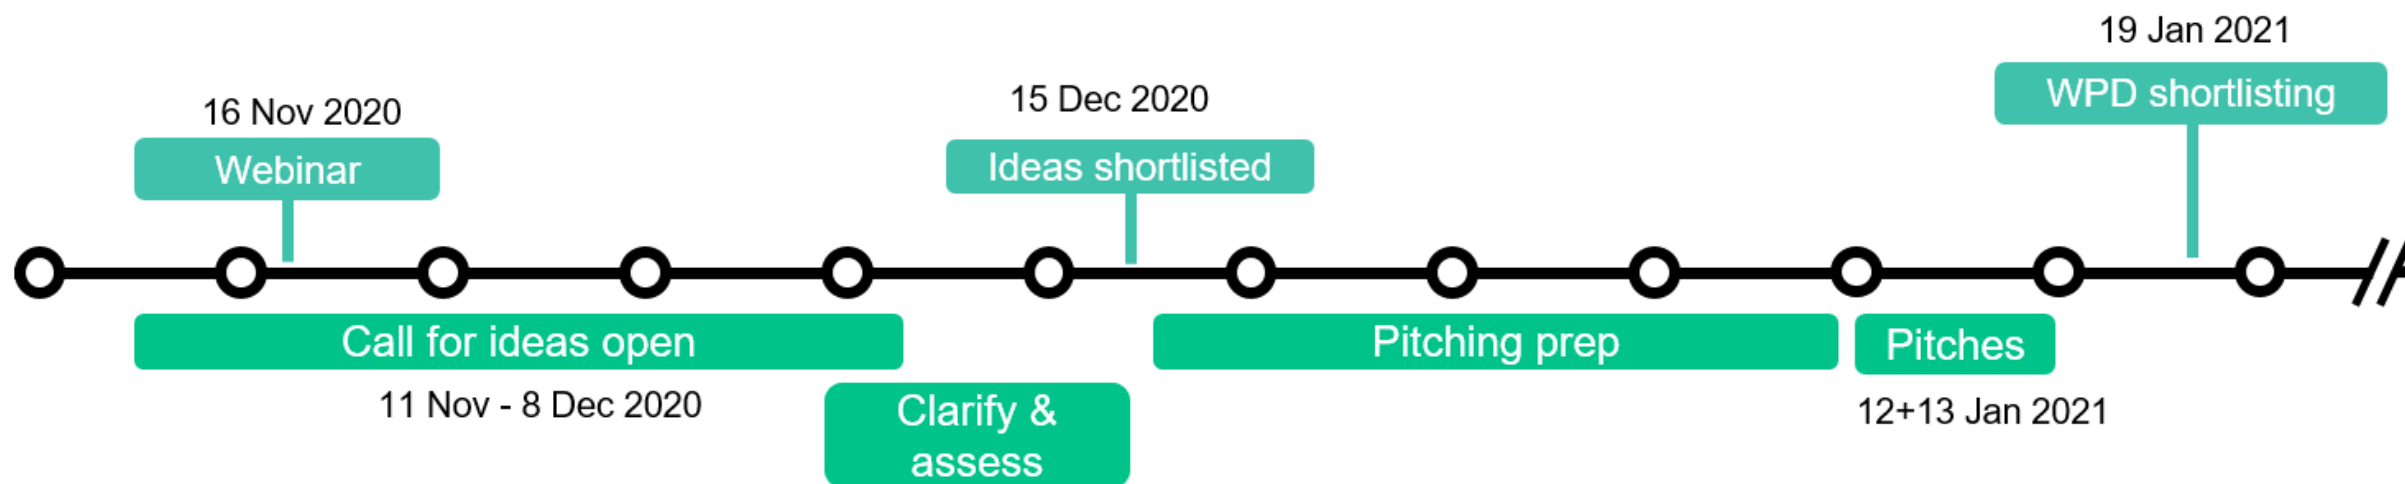 19 Jan 2021
WPD shortlisting
15 Dec 2020
Ideas shortlisted
16 Nov 2020
Webinar
Call for ideas open
11 Nov - 8 Dec 2020
Clarify &
assess
Pitching prep
Pitches
12+13 Jan 2021